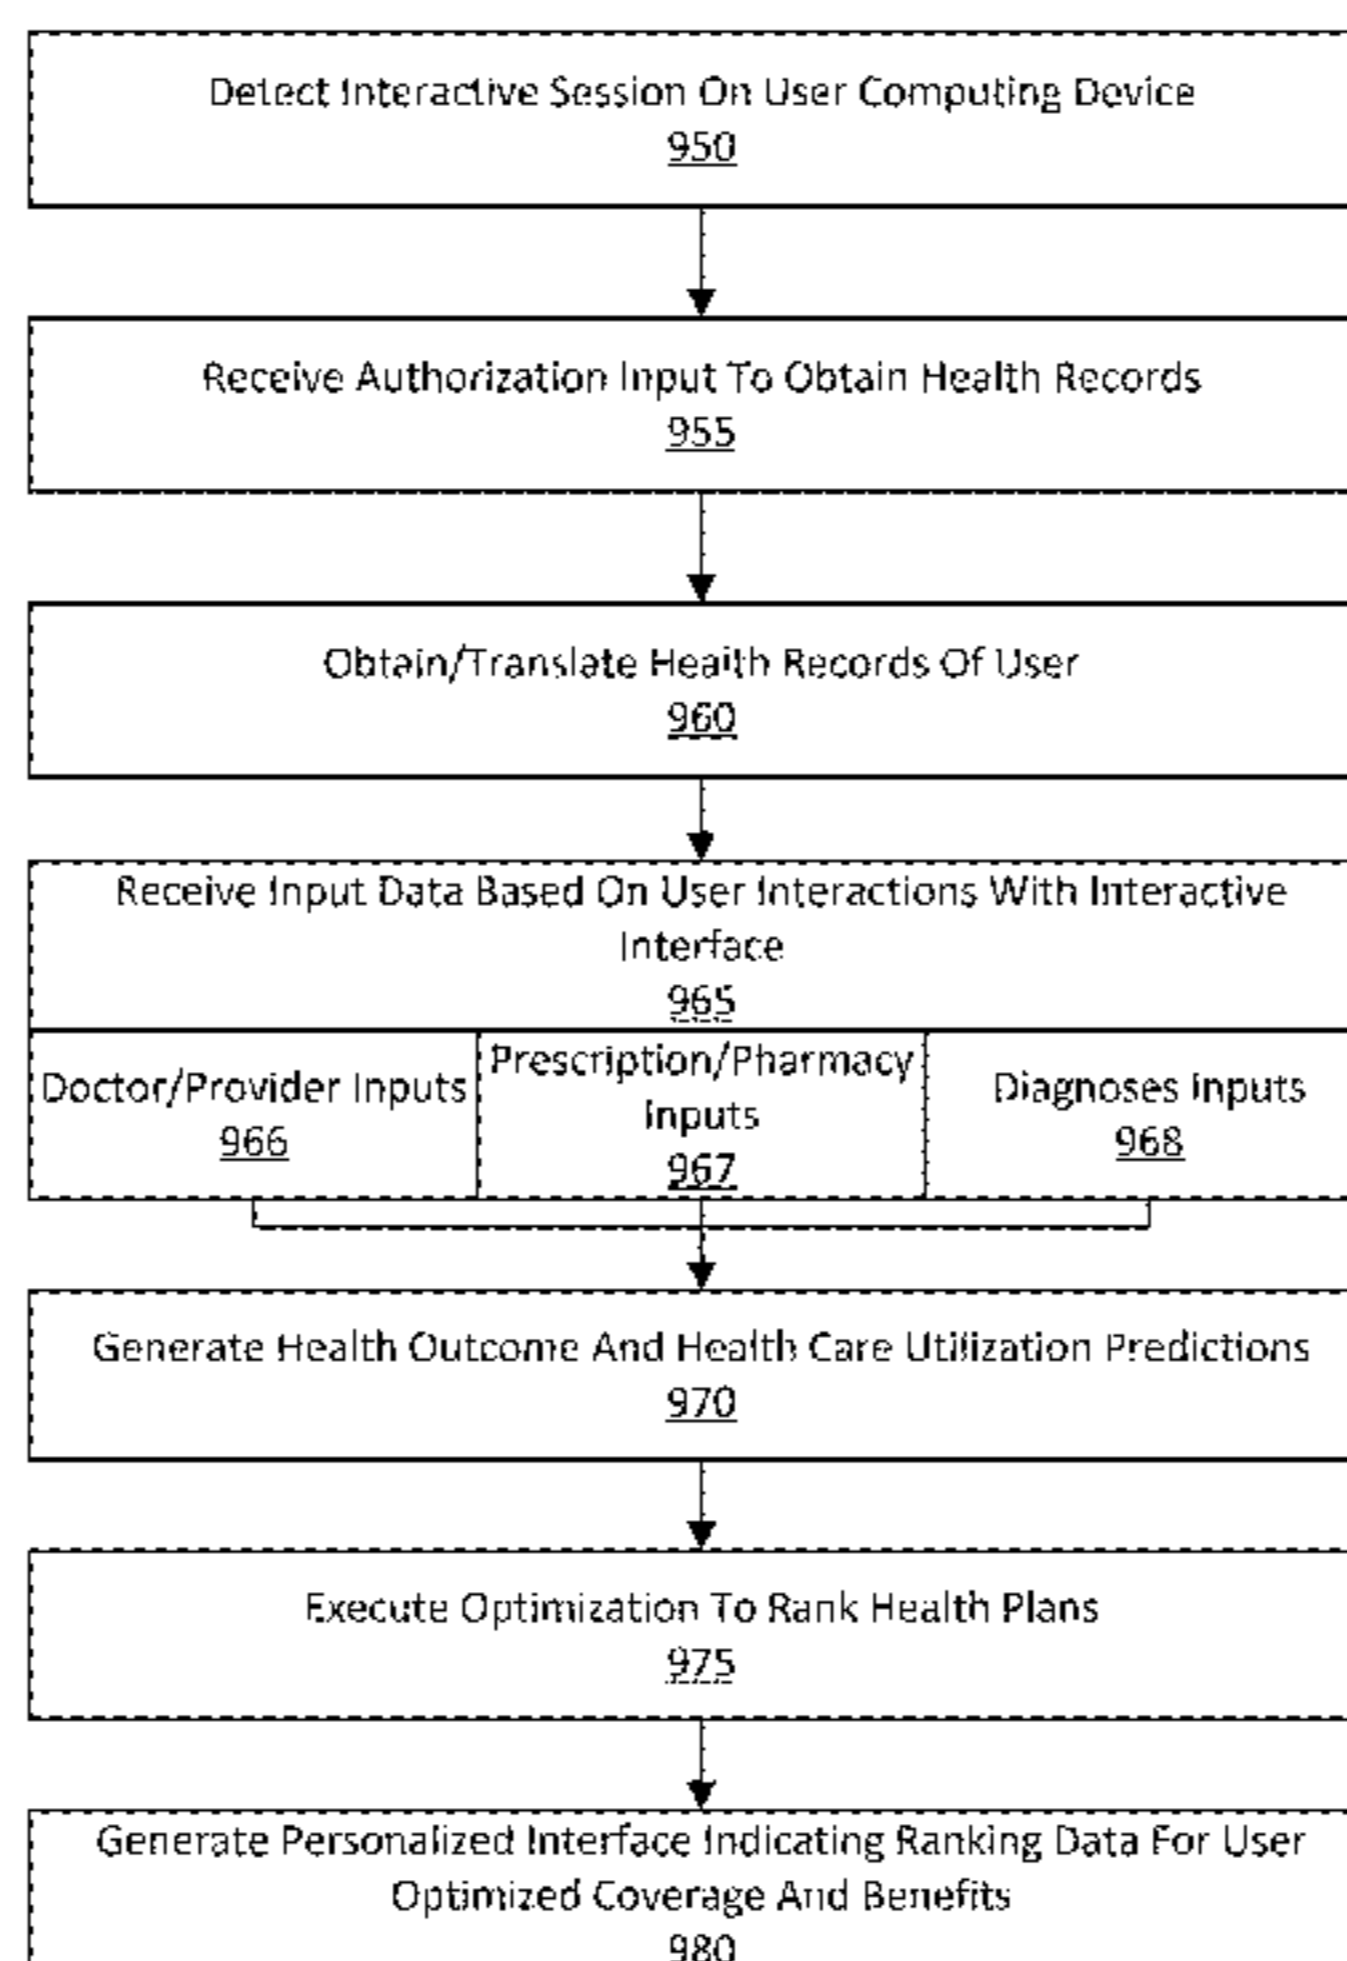 Detect Interactive Session On User Computing Device
950
Receive Authorization Input To Obtain Health Records
955
Obtain/Translate Health Records Of User
960
Receive Input Data Based On User Interactions With Interactive
Interface
965
Doctor/Provider Inputs
966
Prescription/Pharmacy
Inputs
967
Diagnoses Inputs
968
Generate Health Outcome And Health Care Utilization Predictions
970
Execute Optimization To Rank Health Plans
975
Generate Personalized Interface Indicating Ranking Data For User
Optimized Coverage And Benefits
980